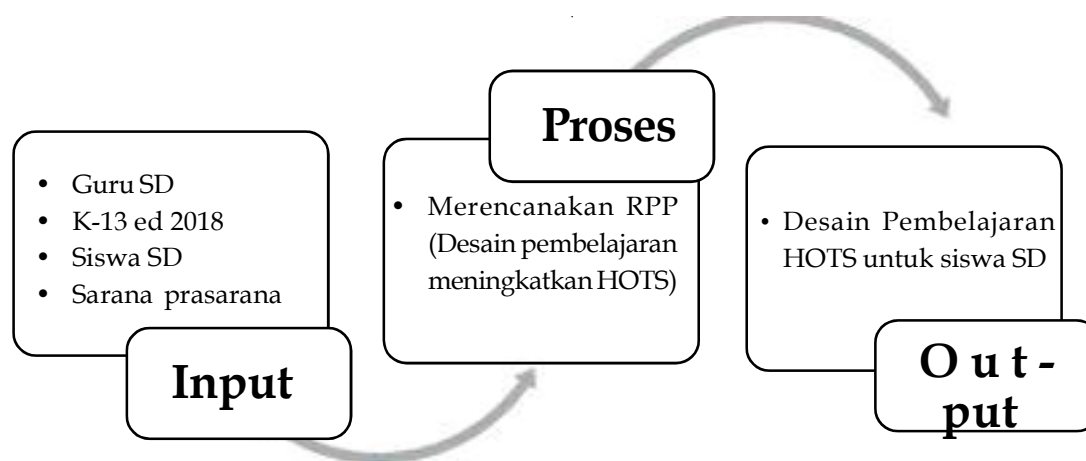 • Guru SD
• K-13 ed 2018
• Siswa SD
• Sarana prasarana
Input
Proses
• Merencanakan RPP
(Desain pembelajaran
meningkatkan HOTS)
• Desain Pembelajaran
HOTS untuk siswa SD
Out-
put